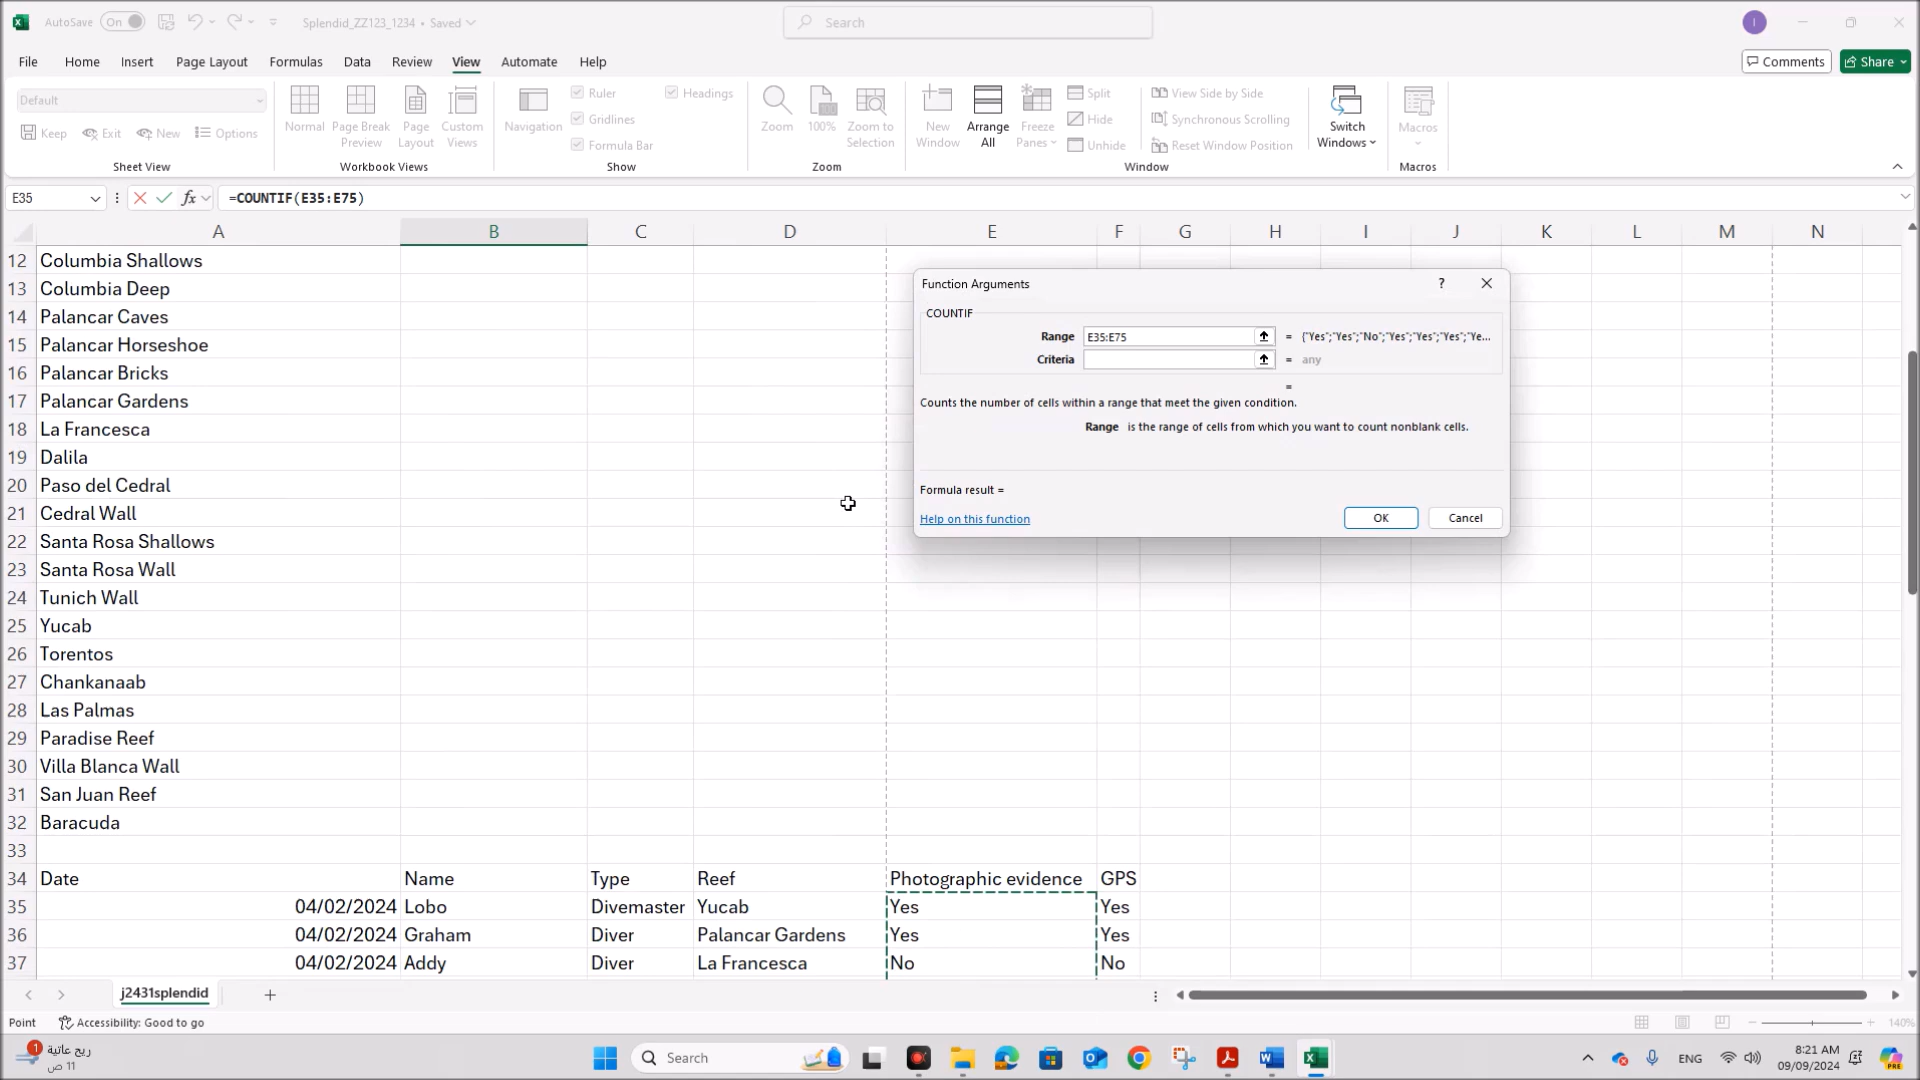 AutoSave On Splendid_ZZ123_1234 • Saved Search I
File Home Insert Page Layout Formulas Data Review View Automate Help Comments Share
Default
Keep Exit New Options
Sheet View
Normal Page Break Preview Page Layout Custom Views
Workbook Views
Navigation Ruler Gridlines Formula Bar Headings
Show
Zoom 100% Zoom to Selection
Zoom
New Window Arrange All Freeze Panes Split Hide Unhide View Side by Side Synchronous Scrolling Reset Window Position Switch Windows
Window
Macros
Macros
E35 fx =COUNTIF(E35:E75)
A B C D E F G H I J K L M N
12 Columbia Shallows
13 Columbia Deep
14 Palancar Caves
15 Palancar Horseshoe
16 Palancar Bricks
17 Palancar Gardens
18 La Francesca
19 Dalila
20 Paso del Cedral
21 Cedral Wall
22 Santa Rosa Shallows
23 Santa Rosa Wall
24 Tunich Wall
25 Yucab
26 Torentos
27 Chankanaab
28 Las Palmas
29 Paradise Reef
30 Villa Blanca Wall
31 San Juan Reef
32 Baracuda
33
34 Date Name Type Reef Photographic evidence GPS
35 04/02/2024 Lobo Divemaster Yucab Yes Yes
36 04/02/2024 Graham Diver Palancar Gardens Yes Yes
37 04/02/2024 Addy Diver La Francesca No No
Function Arguments ?
COUNTIF
Range E35:E75 = {"Yes";"Yes";"No";"Yes";"Yes";"Yes";"Ye...
Criteria = any
=
Counts the number of cells within a range that meet the given condition.
Range is the range of cells from which you want to count nonblank cells.
Formula result =
Help on this function OK Cancel
j2431splendid
Point Accessibility: Good to go 140%
1 ريح عاتية
11 ص
Search
ENG
8:21 AM
09/09/2024
PRE